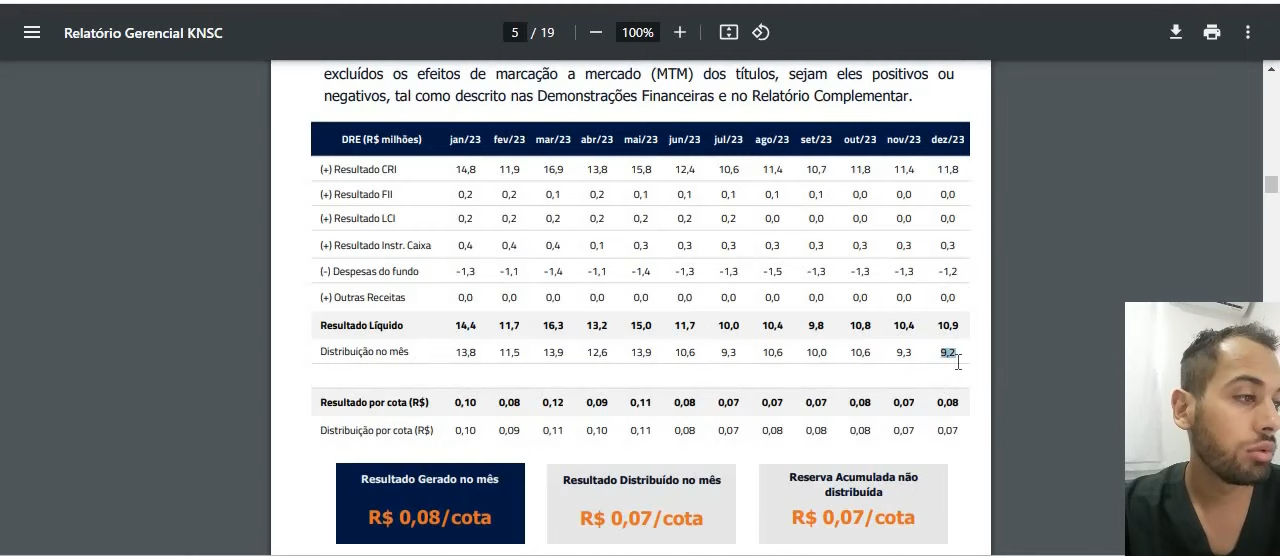 Relatório Gerencial KNSC
5 / 19
100%
excluídos os efeitos de marcação a mercado (MTM) dos títulos, sejam eles positivos ou
negativos, tal como descrito nas Demonstrações Financeiras e no Relatório Complementar.
DRE (R$ milhões) jan/23 fev/23 mar/23 abr/23 mai/23 jun/23 jul/23 ago/23 set/23 out/23 nov/23 dez/23
(+) Resultado CRI 14,8 11,9 16,9 13,8 15,8 12,4 10,6 11,4 10,7 11,8 11,4 11,8
(+) Resultado FII 0,2 0,2 0,1 0,2 0,1 0,1 0,1 0,1 0,1 0,0 0,0 0,0
(+) Resultado LCI 0,2 0,2 0,2 0,2 0,2 0,2 0,2 0,0 0,0 0,0 0,0 0,0
(+) Resultado Instr. Caixa 0,4 0,4 0,4 0,1 0,3 0,3 0,3 0,3 0,3 0,3 0,3 0,3
(-) Despesas do fundo -1,3 -1,1 -1,4 -1,1 -1,4 -1,3 -1,3 -1,5 -1,3 -1,3 -1,3 -1,2
(+) Outras Receitas 0,0 0,0 0,0 0,0 0,0 0,0 0,0 0,0 0,0 0,0 0,0 0,0
Resultado Líquido 14,4 11,7 16,3 13,2 15,0 11,7 10,0 10,4 9,8 10,8 10,4 10,9
Distribuição no mês 13,8 11,5 13,9 12,6 13,9 10,6 9,3 10,6 10,0 10,6 9,3 9,2
Resultado por cota (R$) 0,10 0,08 0,12 0,09 0,11 0,08 0,07 0,07 0,07 0,08 0,07 0,08
Distribuição por cota (R$) 0,10 0,09 0,11 0,10 0,11 0,08 0,07 0,08 0,08 0,08 0,07 0,07
Resultado Gerado no mês
R$ 0,08/cota
Resultado Distribuído no mês
R$ 0,07/cota
Reserva Acumulada não
distribuída
R$ 0,07/cota